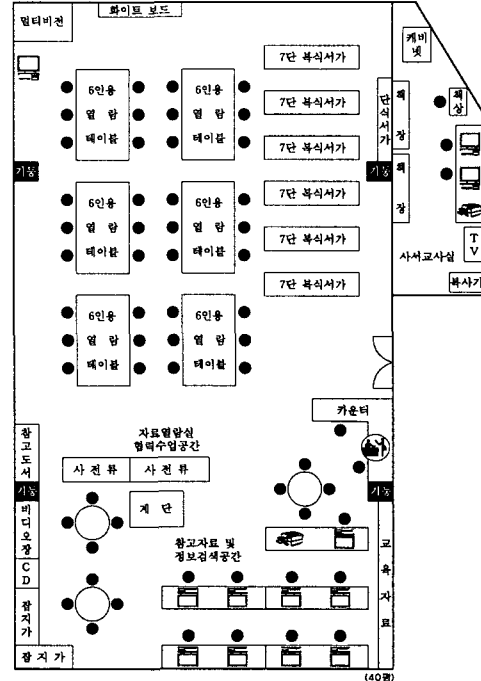 멀티비전
화이트 보드
7단 복식서가
7단 복식서가
7단 복식서가
7단 복식서가
7단 복식서가
7단 복식서가
6인용
열 람
테이블
6인용
열 람
테이블
6인용
열 람
테이블
6인용
열 람
테이블
6인용
열 람
테이블
6인용
열 람
테이블
단식서가
캐비
넷
책
장
책
상
책
장
기둥
기둥
T
V
사서교사실
복사기
카운터
자료열람실
협력수업공간
참고도서
사 전 류
사 전 류
기둥
기둥
비디오장
계 단
참고자료 및
정보검색공간
CD
잡지가
잡 지 가
교육자료
(40평)